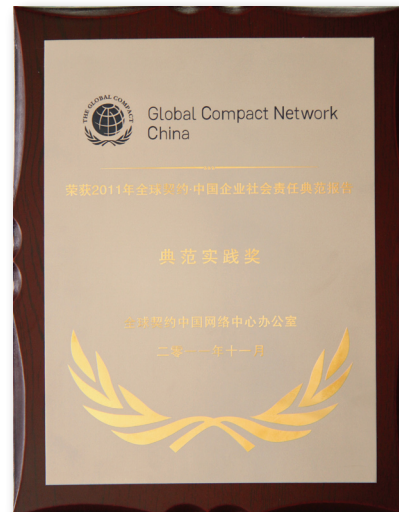 THE GLOBAL COMPACT
Global Compact Network
China
荣获2011年全球契约·中国企业社会责任典范报告
典范实践奖
全球契约中国网络中心办公室
二零一一年十一月